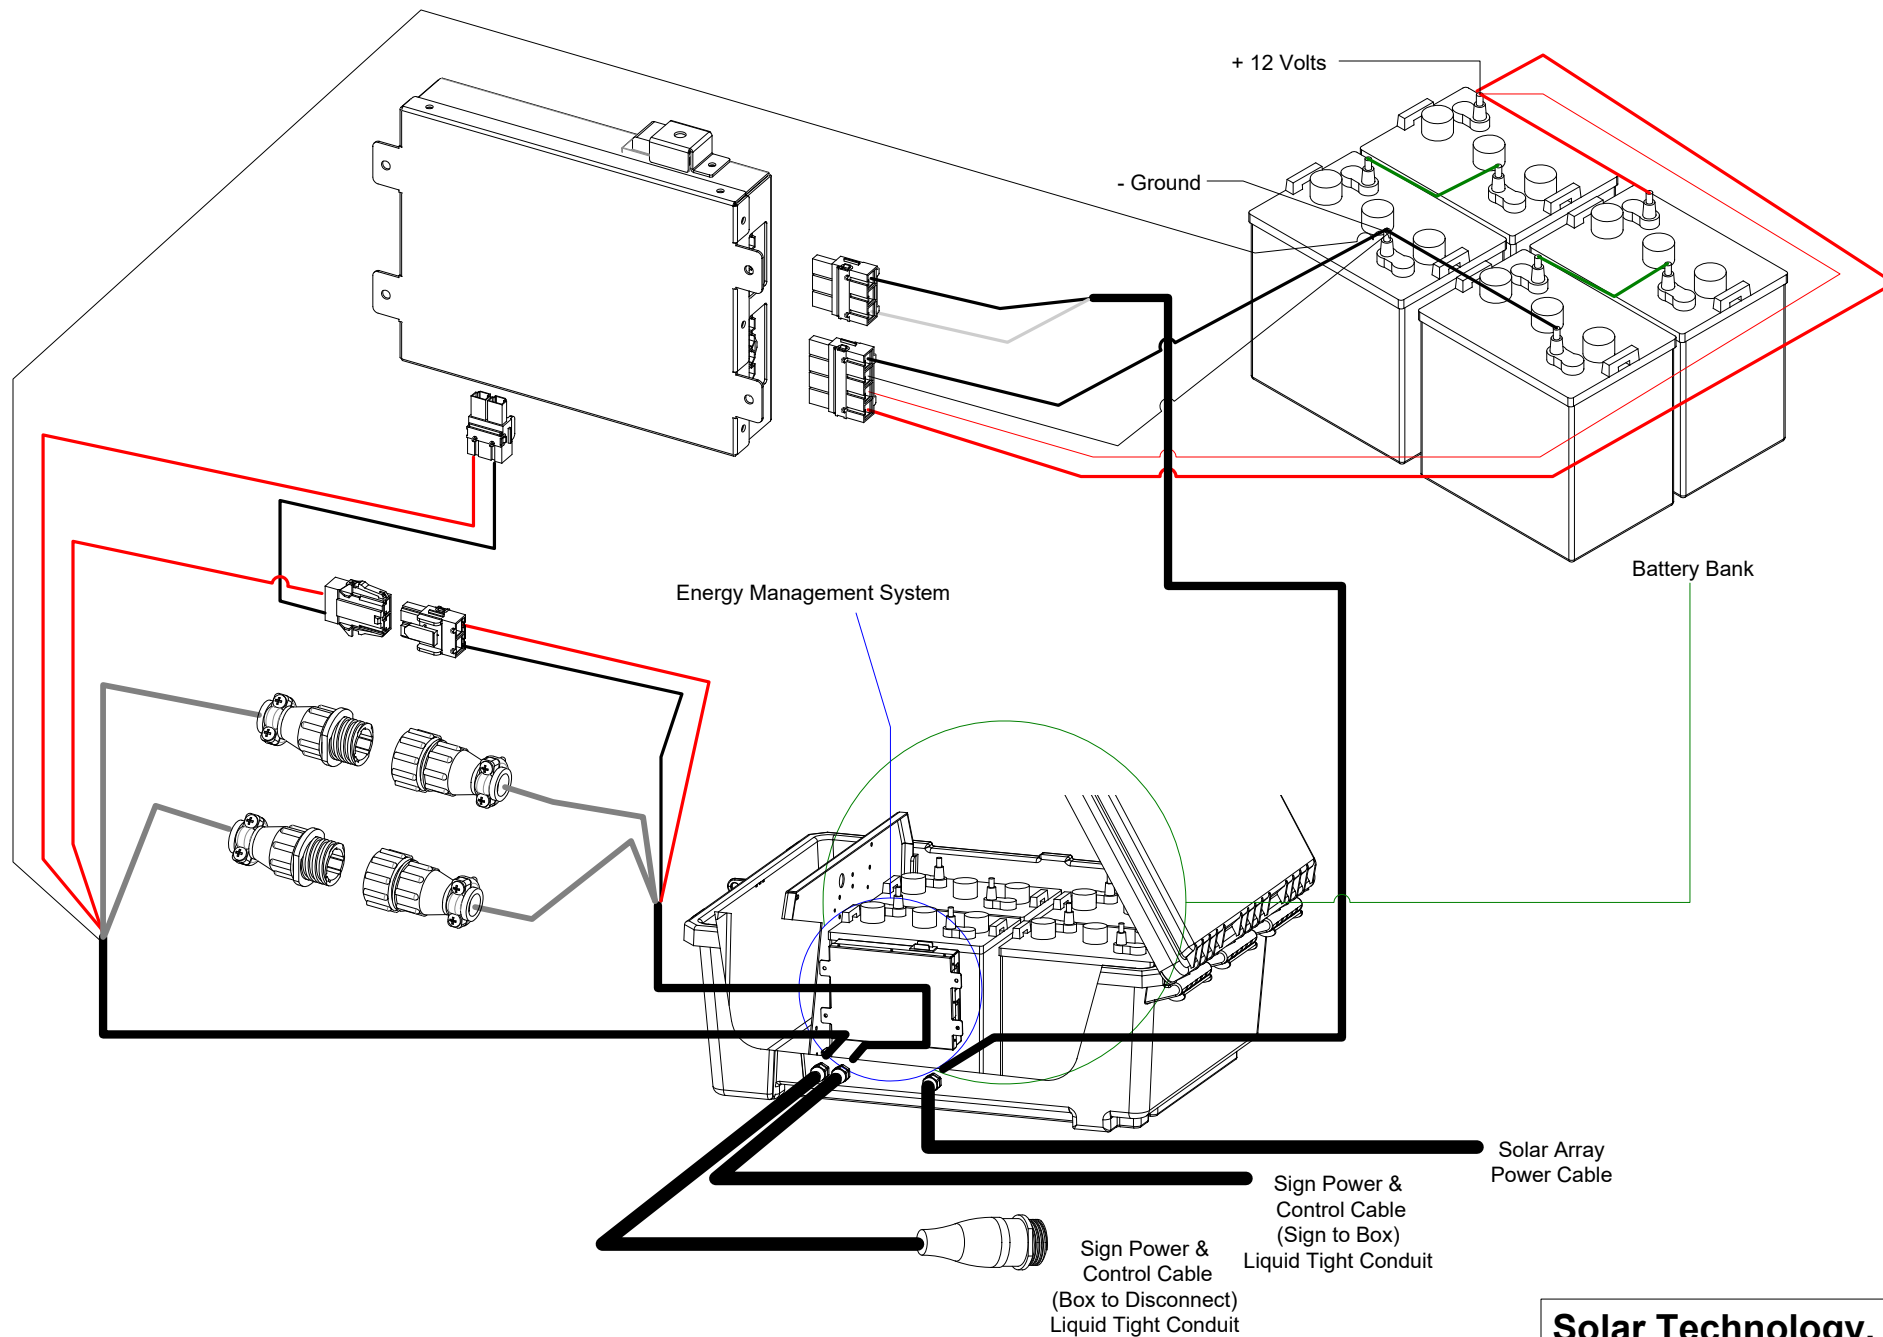 + 12 Volts
- Ground
Battery Bank
Energy Management System
Solar Array
Power Cable
Sign Power &
Control Cable
(Sign to Box)
Liquid Tight Conduit
Sign Power &
Control Cable
(Box to Disconnect)
Liquid Tight Conduit
Solar Technology,